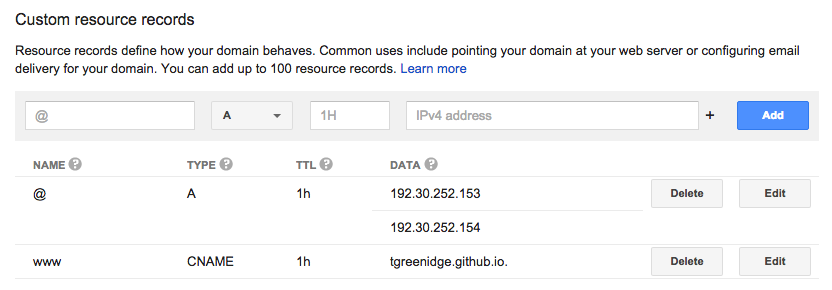 Custom resource records
Resource records define how your domain behaves. Common uses include pointing your domain at your web server or configuring email
delivery for your domain. You can add up to 100 resource records. Learn more
@ A 1H IPv4 address + Add
NAME ? TYPE ? TTL ? DATA ?
@ A 1h 192.30.252.153 Delete Edit
192.30.252.154
www CNAME 1h tgreenidge.github.io. Delete Edit